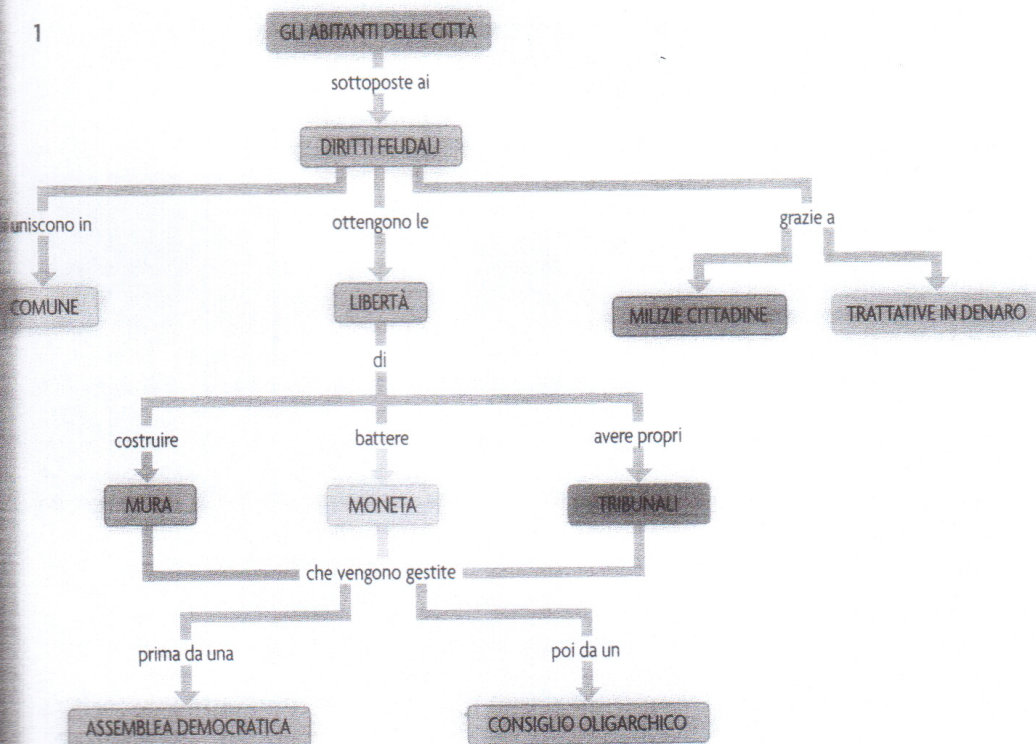 1
GLI ABITANTI DELLE CITTÀ
sottoposte ai
DIRITTI FEUDALI
uniscono in
ottengono le
grazie a
COMUNE
LIBERTÀ
MILIZIE CITTADINE
TRATTATIVE IN DENARO
di
costruire
battere
avere propri
MURA
MONETA
TRIBUNALI
che vengono gestite
prima da una
poi da un
ASSEMBLEA DEMOCRATICA
CONSIGLIO OLIGARCHICO